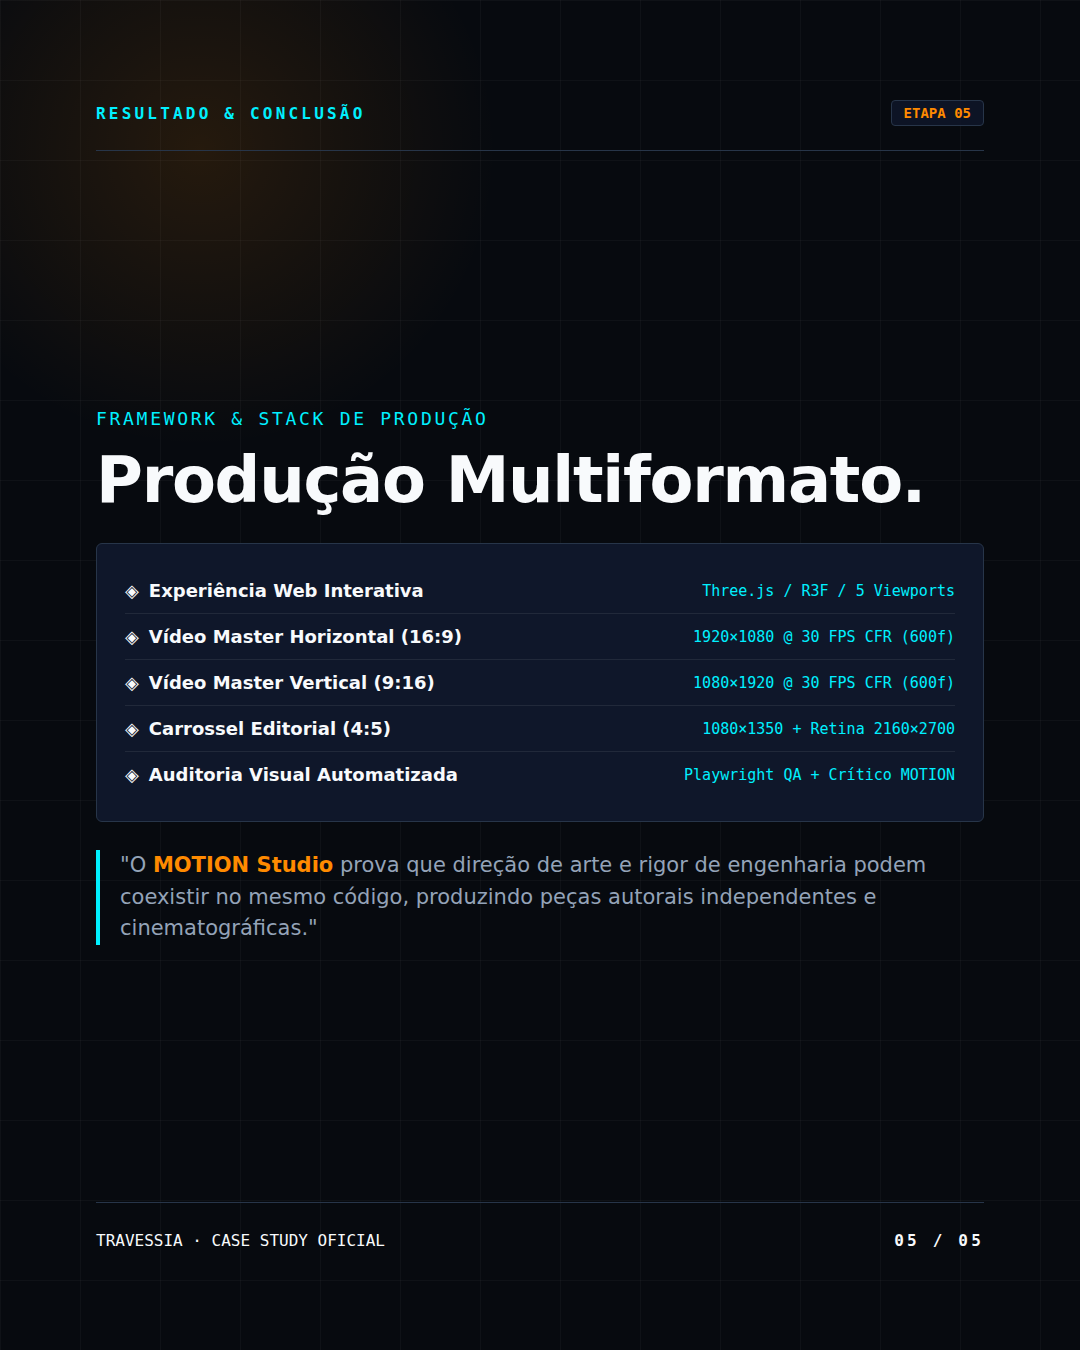 RESULTADO & CONCLUSÃO
ETAPA 05
FRAMEWORK & STACK DE PRODUÇÃO
Produção Multiformato.
◈ Experiência Web Interativa Three.js / R3F / 5 Viewports
◈ Vídeo Master Horizontal (16:9) 1920×1080 @ 30 FPS CFR (600f)
◈ Vídeo Master Vertical (9:16) 1080×1920 @ 30 FPS CFR (600f)
◈ Carrossel Editorial (4:5) 1080×1350 + Retina 2160×2700
◈ Auditoria Visual Automatizada Playwright QA + Crítico MOTION
"O MOTION Studio prova que direção de arte e rigor de engenharia podem
coexistir no mesmo código, produzindo peças autorais independentes e
cinematográficas."
TRAVESSIA · CASE STUDY OFICIAL
05 / 05